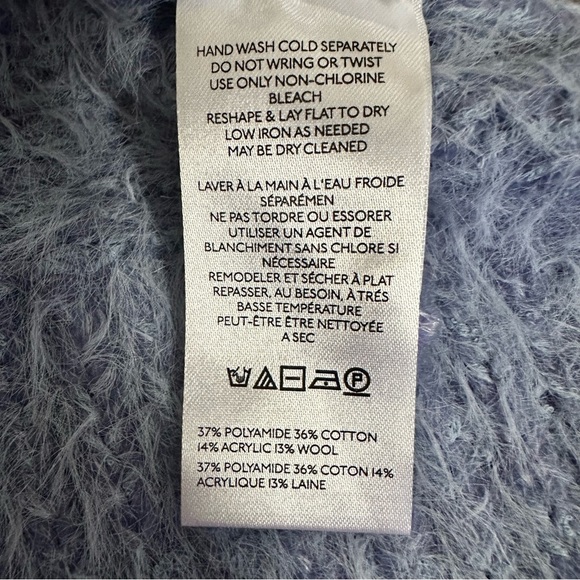 HAND WASH COLD SEPARATELY
DO NOT WRING OR TWIST
USE ONLY NON-CHLORINE
BLEACH
RESHAPE & LAY FLAT TO DRY
LOW IRON AS NEEDED
MAY BE DRY CLEANED
LAVER À LA MAIN À L'EAU FROIDE
SÉPARÉMEN
NE PAS TORDRE OU ESSORER
UTILISER UN AGENT DE
BLANCHIMENT SANS CHLORE SI
NÉCESSAIRE
REMODELER ET SÉCHER À PLAT
REPASSER, AU BESOIN, À TRÉS
BASSE TEMPÉRATURE
PEUT-ÊTRE ÊTRE NETTOYÉE
A SEC
P
37% POLYAMIDE 36% COTTON
14% ACRYLIC 13% WOOL
37% POLYAMIDE 36% COTON 14%
ACRYLIQUE 13% LAINE